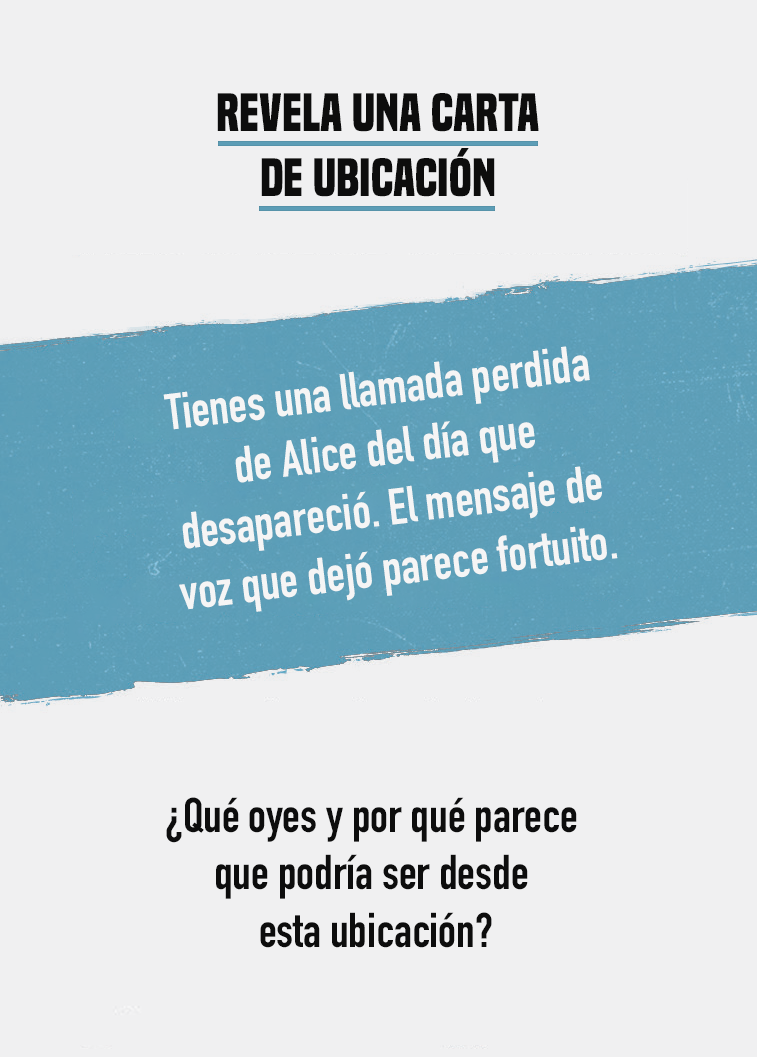 REVELA UNA CARTA
DE UBICACIÓN
Tienes una llamada perdida
de Alice del día que
desapareció. El mensaje de
voz que dejó parece fortuito.
¿Qué oyes y por qué parece
que podría ser desde
esta ubicación?